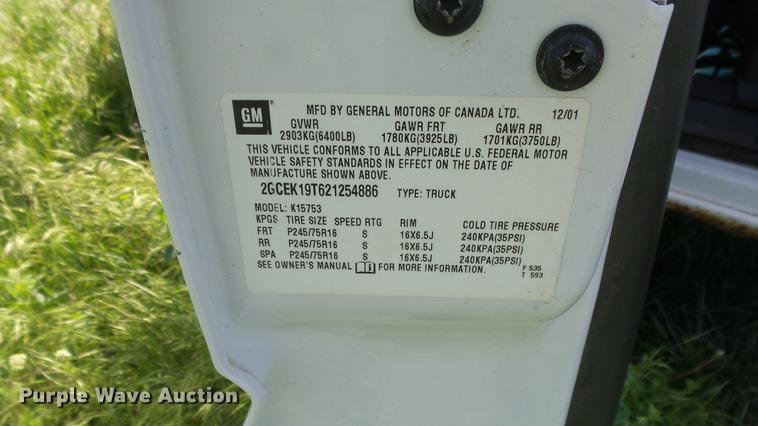 GM MFD BY GENERAL MOTORS OF CANADA LTD. 12/01
GVWR GAWR FRT GAWR RR
2903KG(6400LB) 1780KG(3925LB) 1701KG(3750LB)
THIS VEHICLE CONFORMS TO ALL APPLICABLE U.S. FEDERAL MOTOR
VEHICLE SAFETY STANDARDS IN EFFECT ON THE DATE OF
MANUFACTURE SHOWN ABOVE.
2GCEK19T621254886 TYPE: TRUCK
MODEL: K15753
KPGS TIRE SIZE SPEED RTG RIM COLD TIRE PRESSURE
FRT P245/75R16 S 16X6.5J 240KPA(35PSI)
RR P245/75R16 S 16X6.5J 240KPA(35PSI)
SPA P245/75R16 S 16X6.5J 240KPA(35PSI)
SEE OWNER'S MANUAL FOR MORE INFORMATION. F 535
T 593
Purple Wave Auction